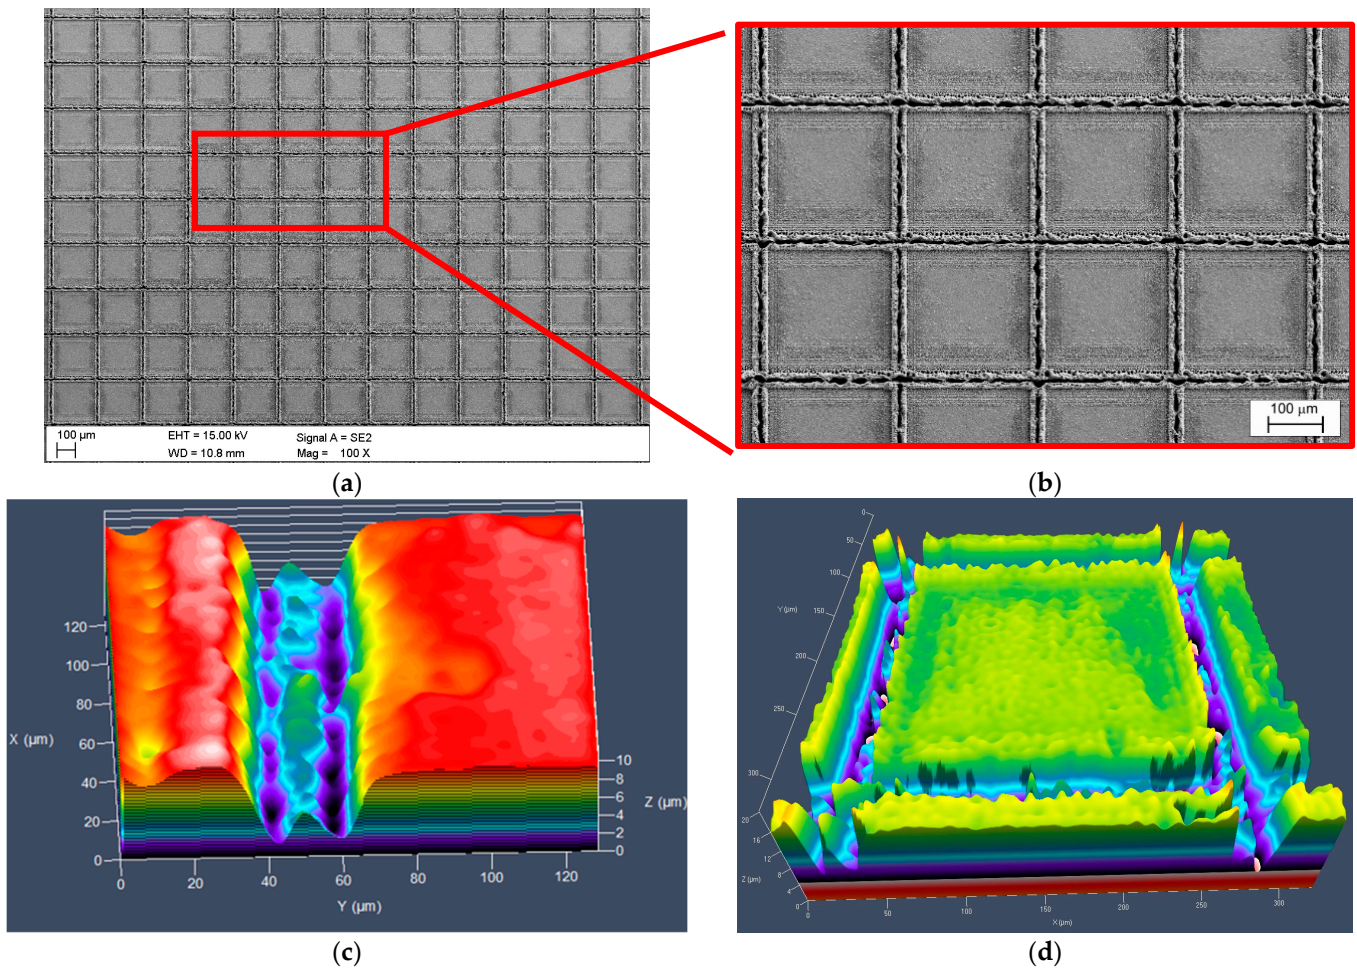 100 µm
EHT = 15.00 kV
Signal A = SE2
WD = 10.8 mm
Mag = 100 X
100 µm
(a)
(b)
120
100
80
X (µm)
60
40
20
0
10
8
6
Z (µm)
4
2
0
0
20
40
60
80
100
120
Y (µm)
0
50
100
Y (µm)
150
200
250
300
20
16
12
Z (µm)
8
4
0
0
50
100
150
200
250
300
X (µm)
(c)
(d)